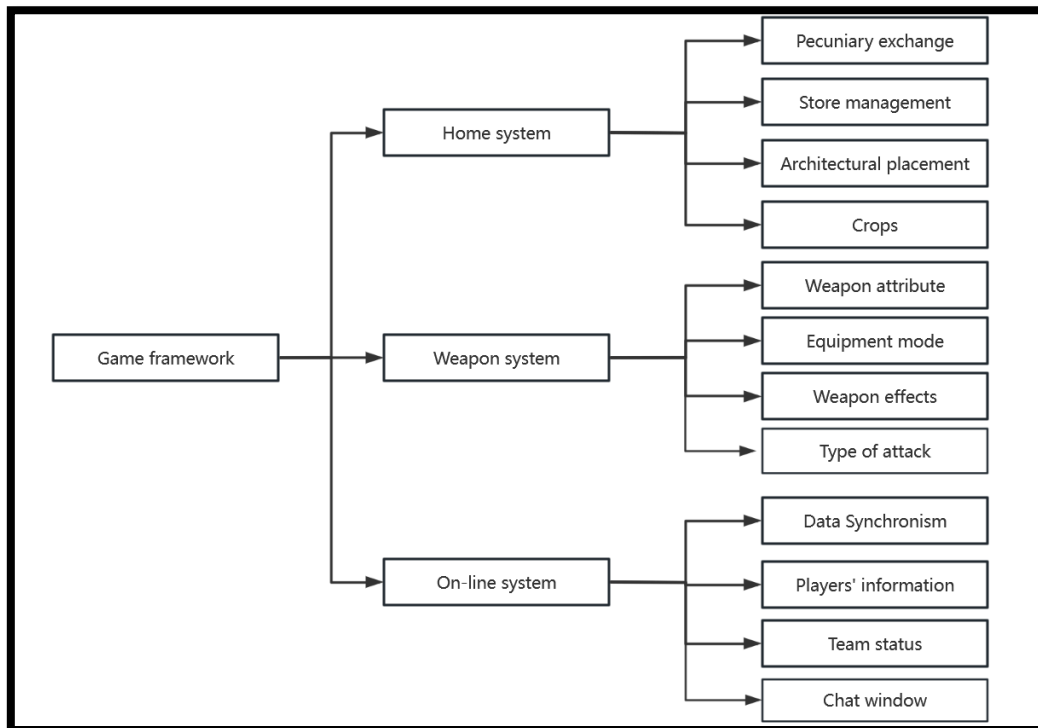 Game framework
Home system
Pecuniary exchange
Store management
Architectural placement
Crops
Weapon system
Weapon attribute
Equipment mode
Weapon effects
Type of attack
On-line system
Data Synchronism
Players' information
Team status
Chat window